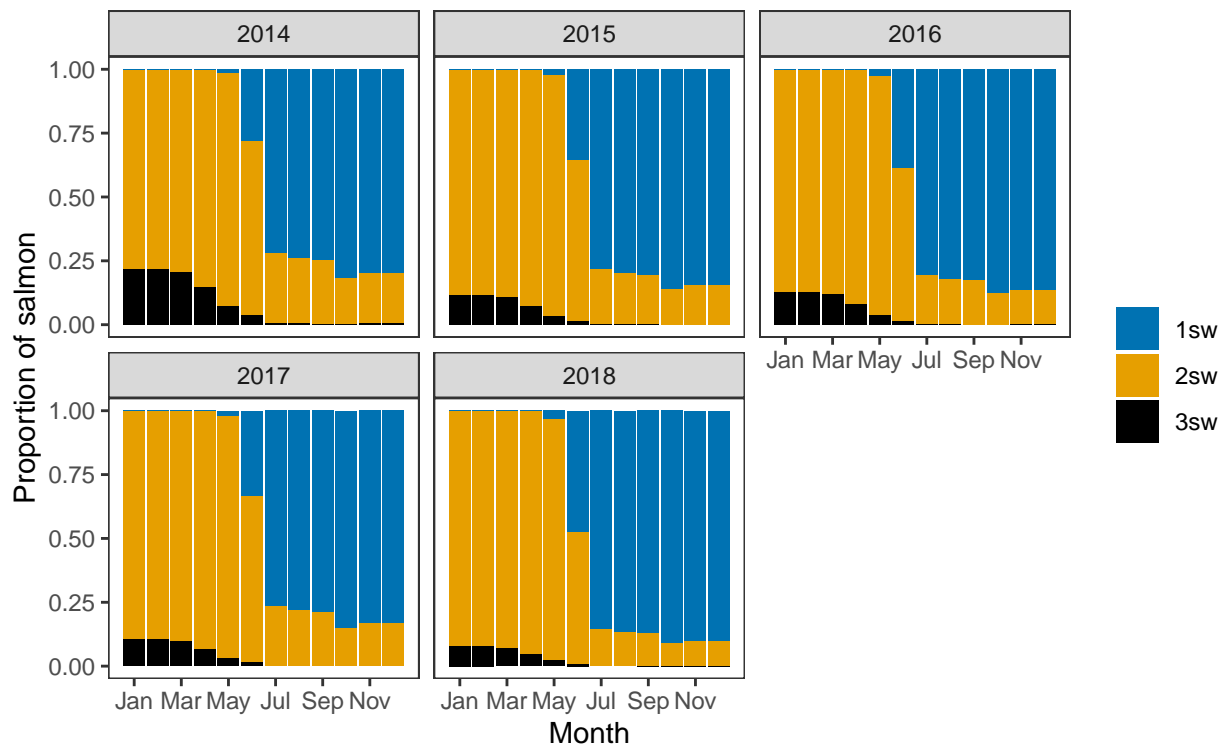 2014
2015
2016
1.00
0.75
0.50
0.25
0.00
Jan Mar May Jul Sep Nov
2017
2018
1.00
0.75
0.50
0.25
0.00
Jan Mar May Jul Sep Nov
Jan Mar May Jul Sep Nov
Month
Proportion of salmon
1sw
2sw
3sw